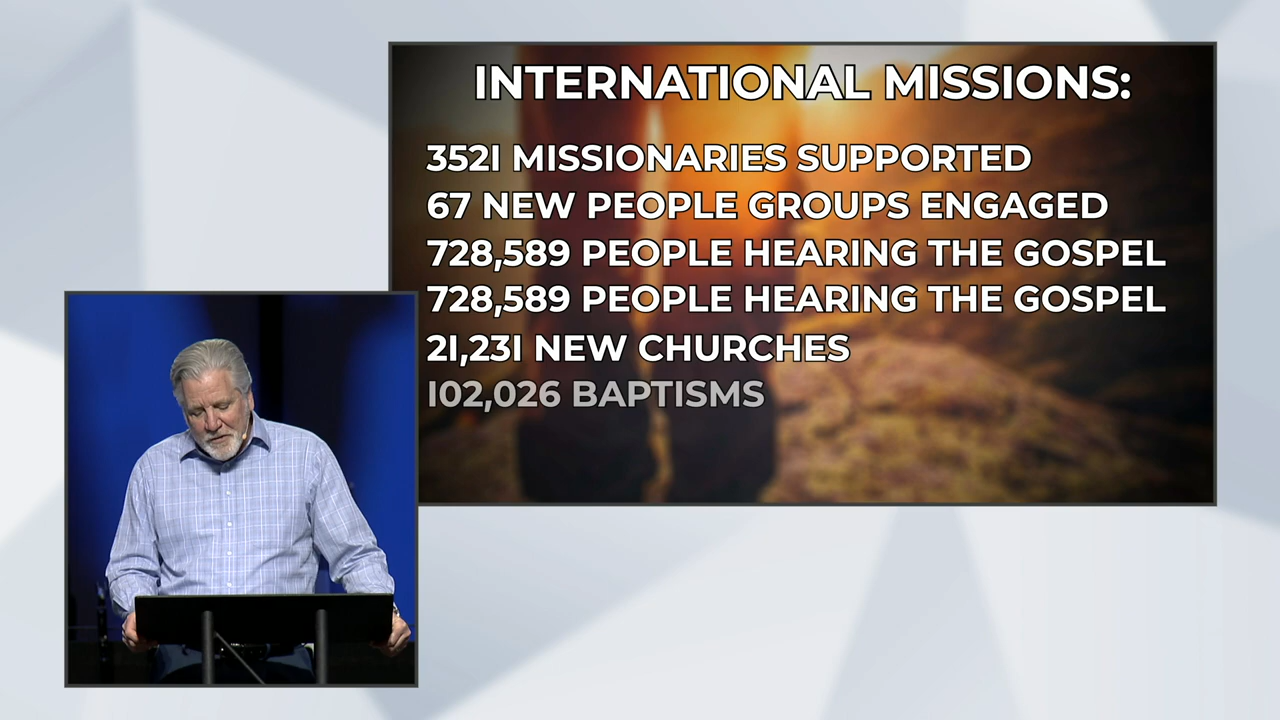 INTERNATIONAL MISSIONS:
3521 MISSIONARIES SUPPORTED
67 NEW PEOPLE GROUPS ENGAGED
728,589 PEOPLE HEARING THE GOSPEL
728,589 PEOPLE HEARING THE GOSPEL
21,231 NEW CHURCHES
102,026 BAPTISMS